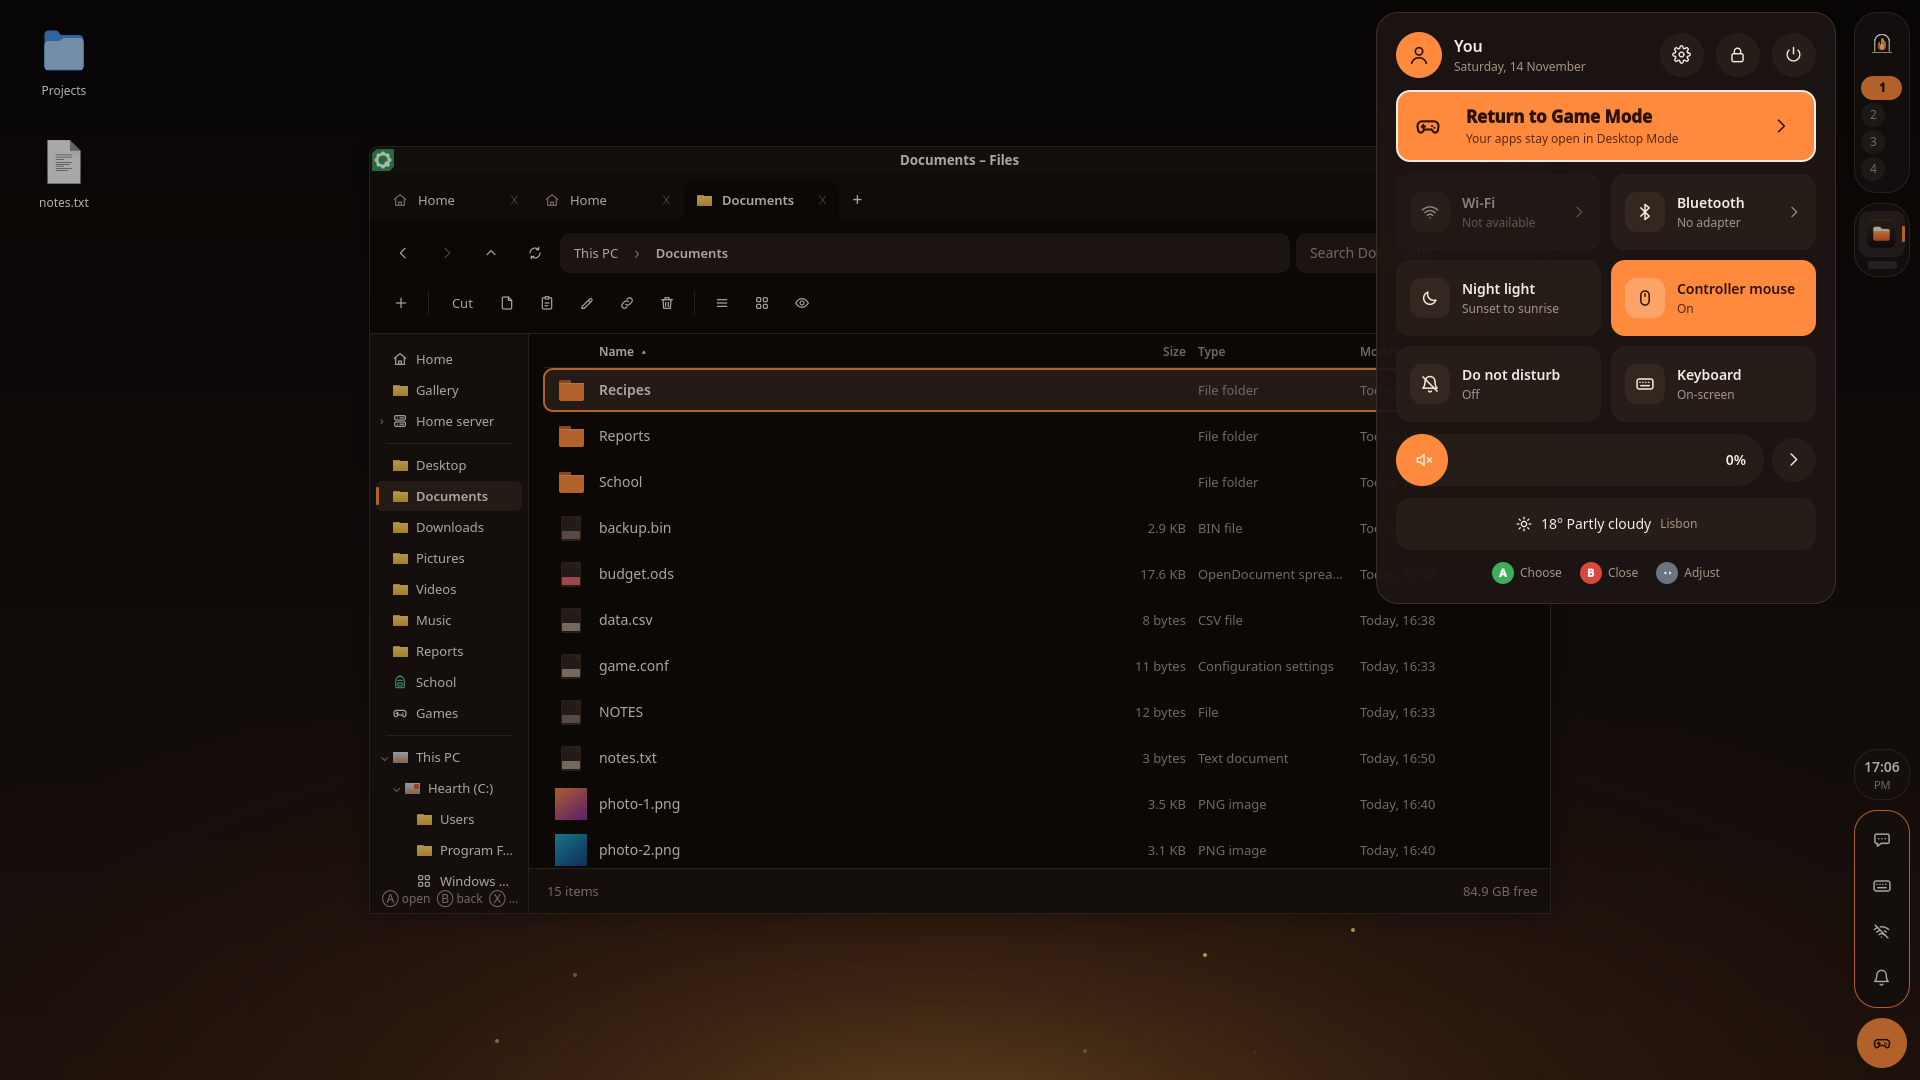 Projects
notes.txt
Documents – Files
Home
Home
Documents
This PC
Documents
Search Documents
Cut
Home
Gallery
Home server
Desktop
Documents
Downloads
Pictures
Videos
Music
Reports
School
Games
This PC
Hearth (C:)
Users
Program F...
Windows ...
A open B back X ...
Name Size Type
Recipes File folder
Reports File folder
School File folder
backup.bin 2.9 KB BIN file
budget.ods 17.6 KB OpenDocument sprea...
data.csv 8 bytes CSV file Today, 16:38
game.conf 11 bytes Configuration settings Today, 16:33
NOTES 12 bytes File Today, 16:33
notes.txt 3 bytes Text document Today, 16:50
photo-1.png 3.5 KB PNG image Today, 16:40
photo-2.png 3.1 KB PNG image Today, 16:40
15 items 84.9 GB free
You
Saturday, 14 November
Return to Game Mode
Your apps stay open in Desktop Mode
Wi-Fi
Not available
Bluetooth
No adapter
Night light
Sunset to sunrise
Controller mouse
On
Do not disturb
Off
Keyboard
On-screen
0%
18° Partly cloudy Lisbon
A Choose B Close Adjust
1
2
3
4
17:06
PM